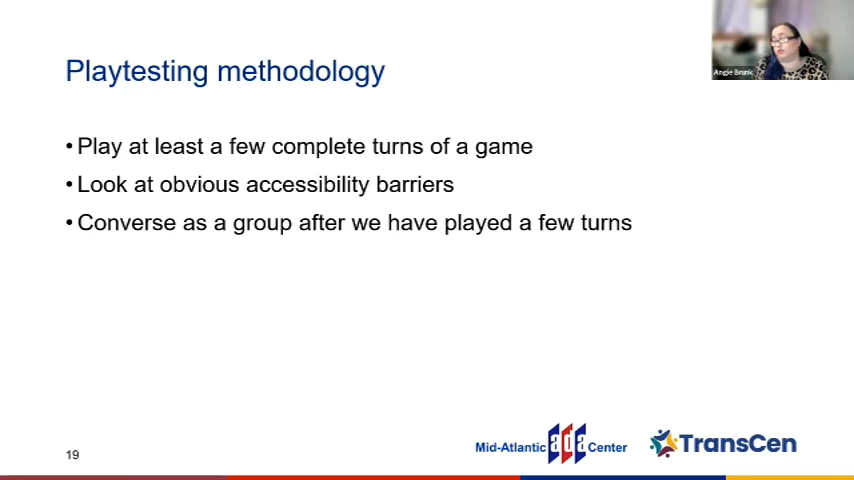 Angie Brunk
Playtesting methodology
• Play at least a few complete turns of a game
• Look at obvious accessibility barriers
• Converse as a group after we have played a few turns
19
Mid-Atlantic ada Center
TransCen